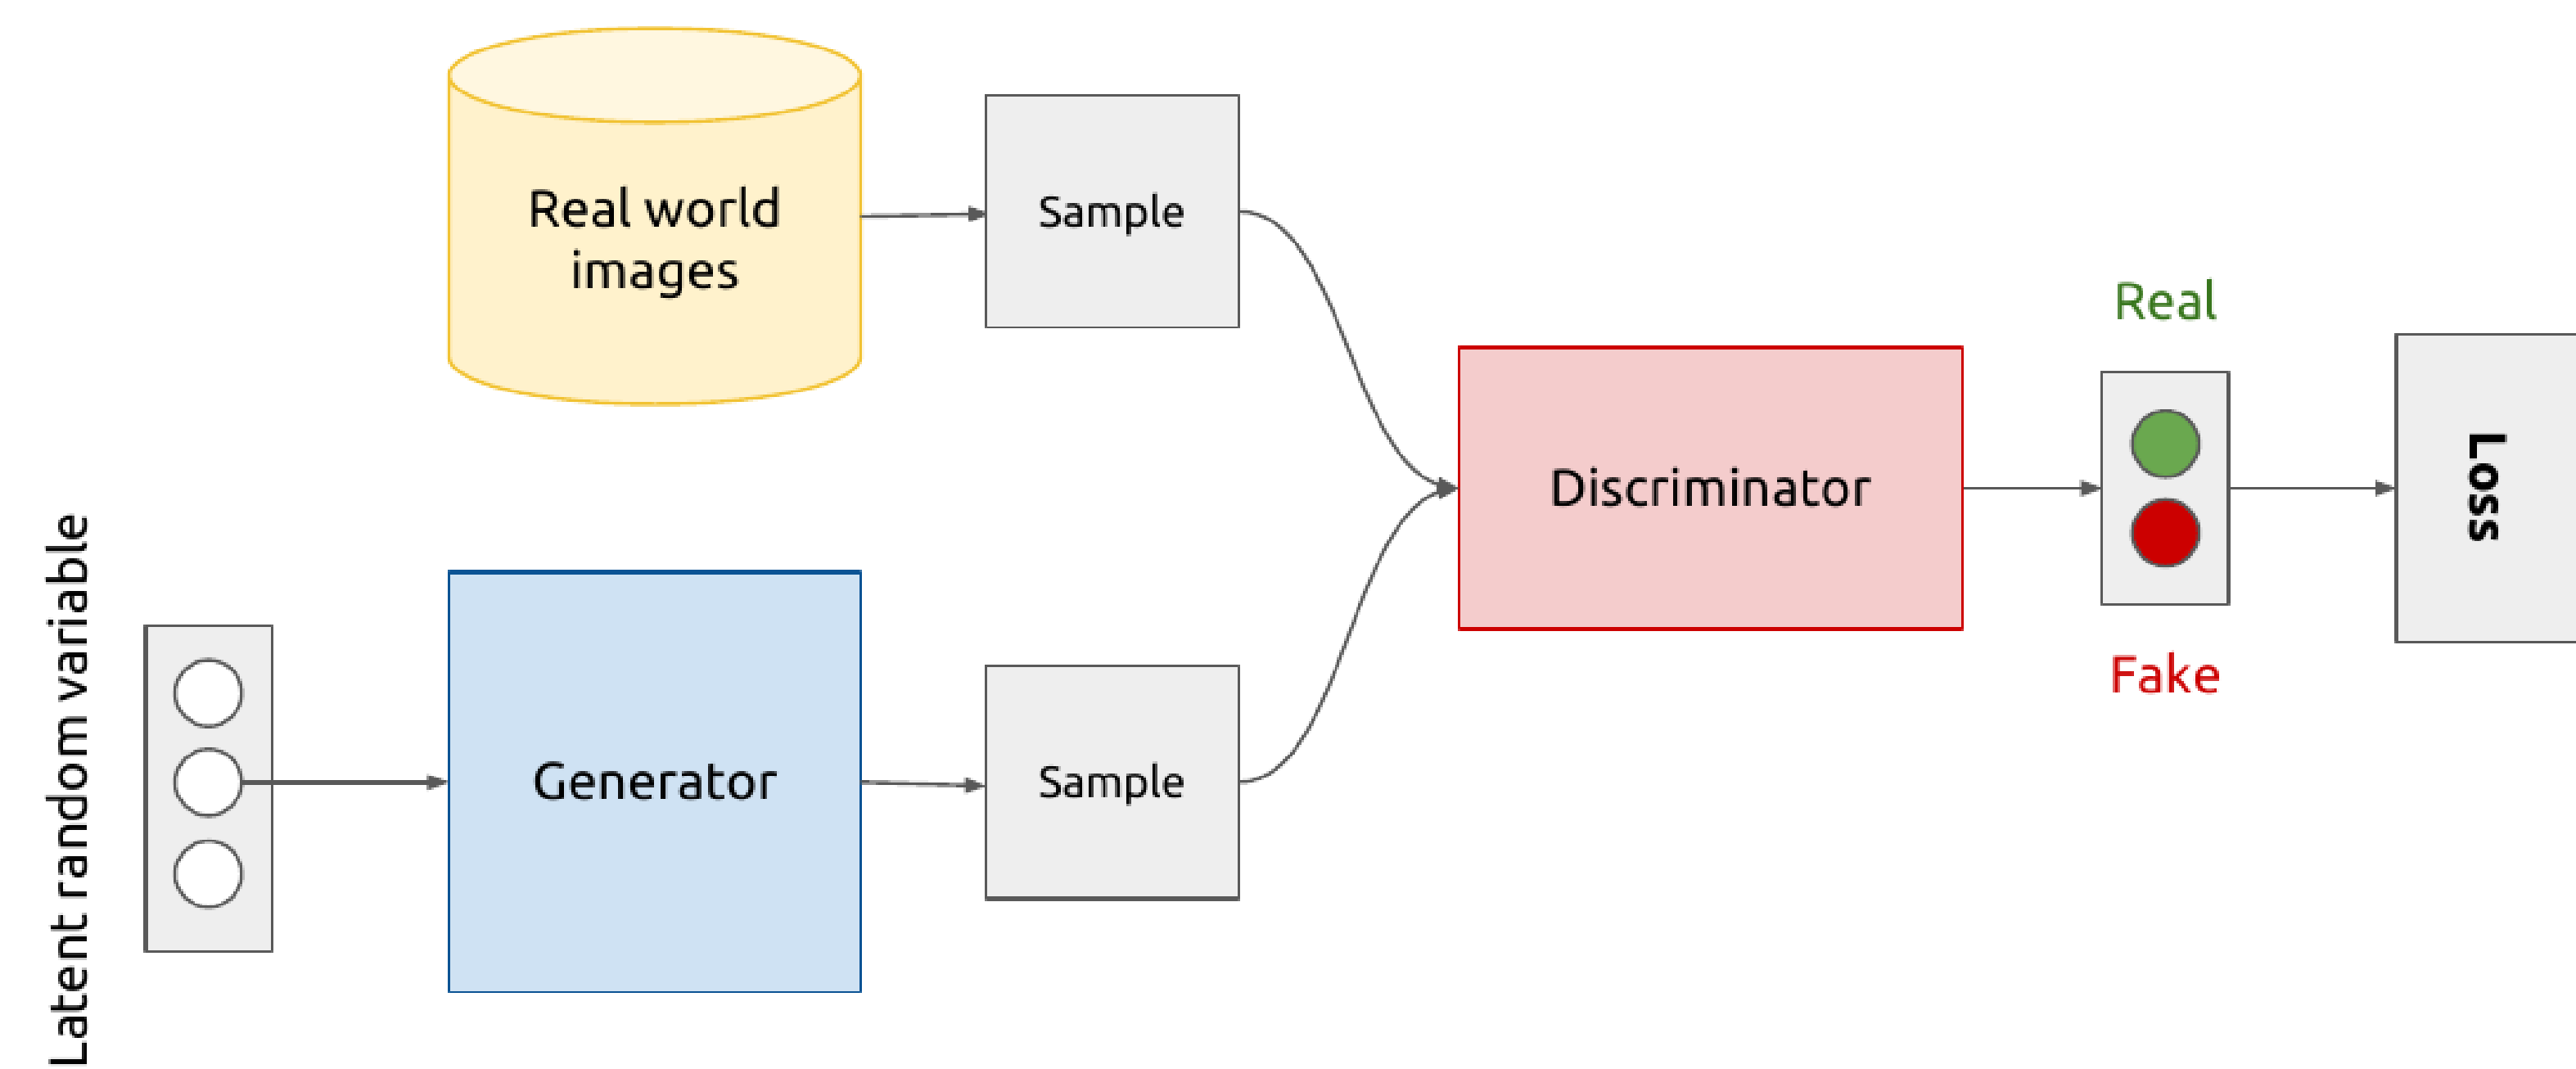 Real world
images
Sample
Real
Discriminator
Loss
Fake
Latent random variable
Generator
Sample